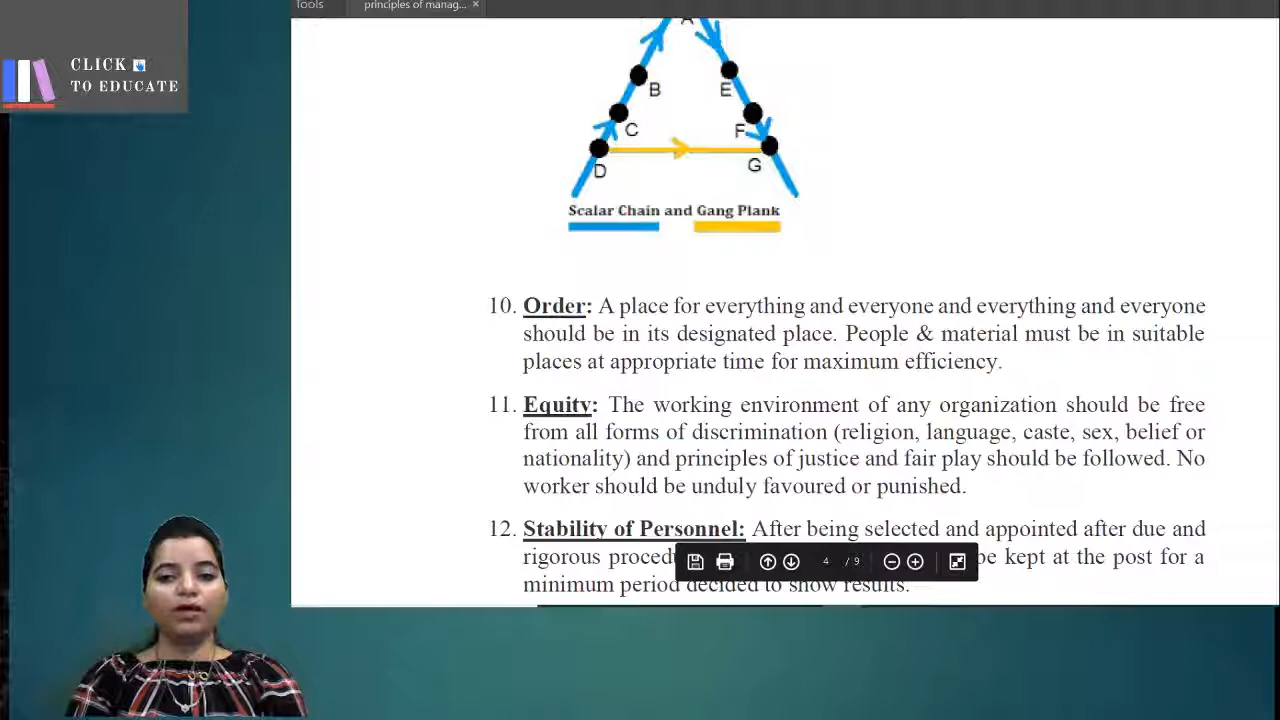 Tools
principles of manag... ×
CLICK
TO EDUCATE
A
B
E
C
F
D
G
Scalar Chain and Gang Plank
10. Order: A place for everything and everyone and everything and everyone
should be in its designated place. People & material must be in suitable
places at appropriate time for maximum efficiency.
11. Equity: The working environment of any organization should be free
from all forms of discrimination (religion, language, caste, sex, belief or
nationality) and principles of justice and fair play should be followed. No
worker should be unduly favoured or punished.
12. Stability of Personnel: After being selected and appointed after due and
rigorous be kept at the post for a
4 / 9
minimum period decided to show results.